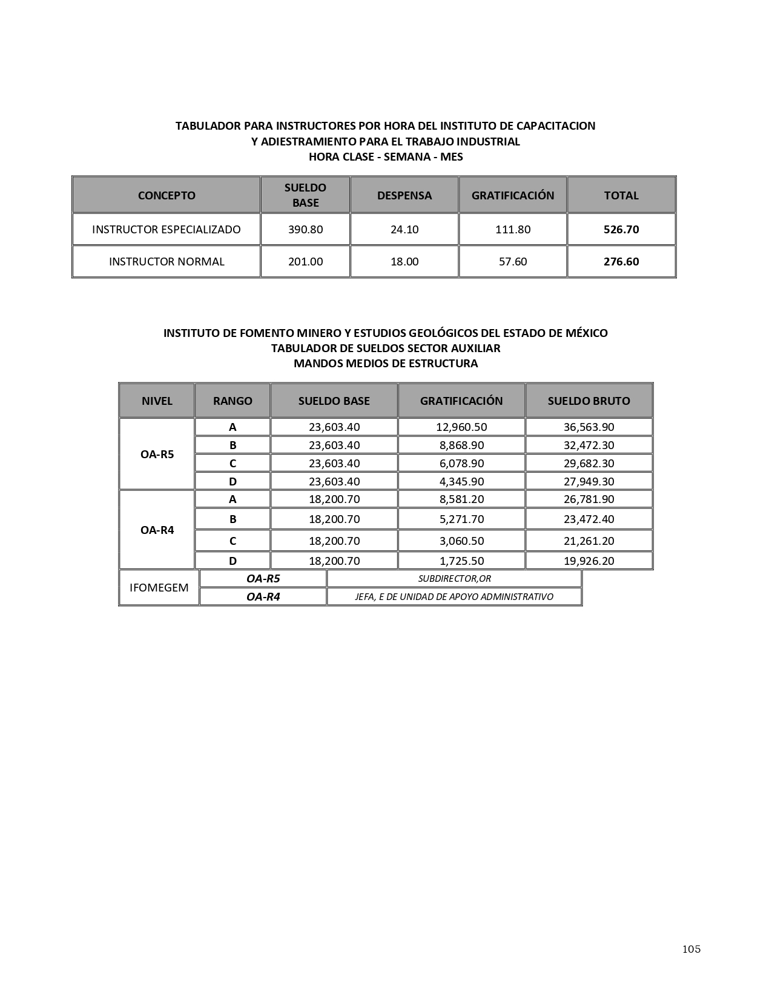 TABULADOR PARA INSTRUCTORES POR HORA DEL INSTITUTO DE CAPACITACION
Y ADIESTRAMIENTO PARA EL TRABAJO INDUSTRIAL
HORA CLASE - SEMANA - MES
CONCEPTO SUELDO BASE DESPENSA GRATIFICACIÓN TOTAL
INSTRUCTOR ESPECIALIZADO 390.80 24.10 111.80 526.70
INSTRUCTOR NORMAL 201.00 18.00 57.60 276.60
INSTITUTO DE FOMENTO MINERO Y ESTUDIOS GEOLÓGICOS DEL ESTADO DE MÉXICO
TABULADOR DE SUELDOS SECTOR AUXILIAR
MANDOS MEDIOS DE ESTRUCTURA
NIVEL RANGO SUELDO BASE GRATIFICACIÓN SUELDO BRUTO
OA-R5
A 23,603.40 12,960.50 36,563.90
B 23,603.40 8,868.90 32,472.30
C 23,603.40 6,078.90 29,682.30
D 23,603.40 4,345.90 27,949.30
OA-R4
A 18,200.70 8,581.20 26,781.90
B 18,200.70 5,271.70 23,472.40
C 18,200.70 3,060.50 21,261.20
D 18,200.70 1,725.50 19,926.20
IFOMEGEM
OA-R5 SUBDIRECTOR,OR
OA-R4 JEFA, E DE UNIDAD DE APOYO ADMINISTRATIVO
105